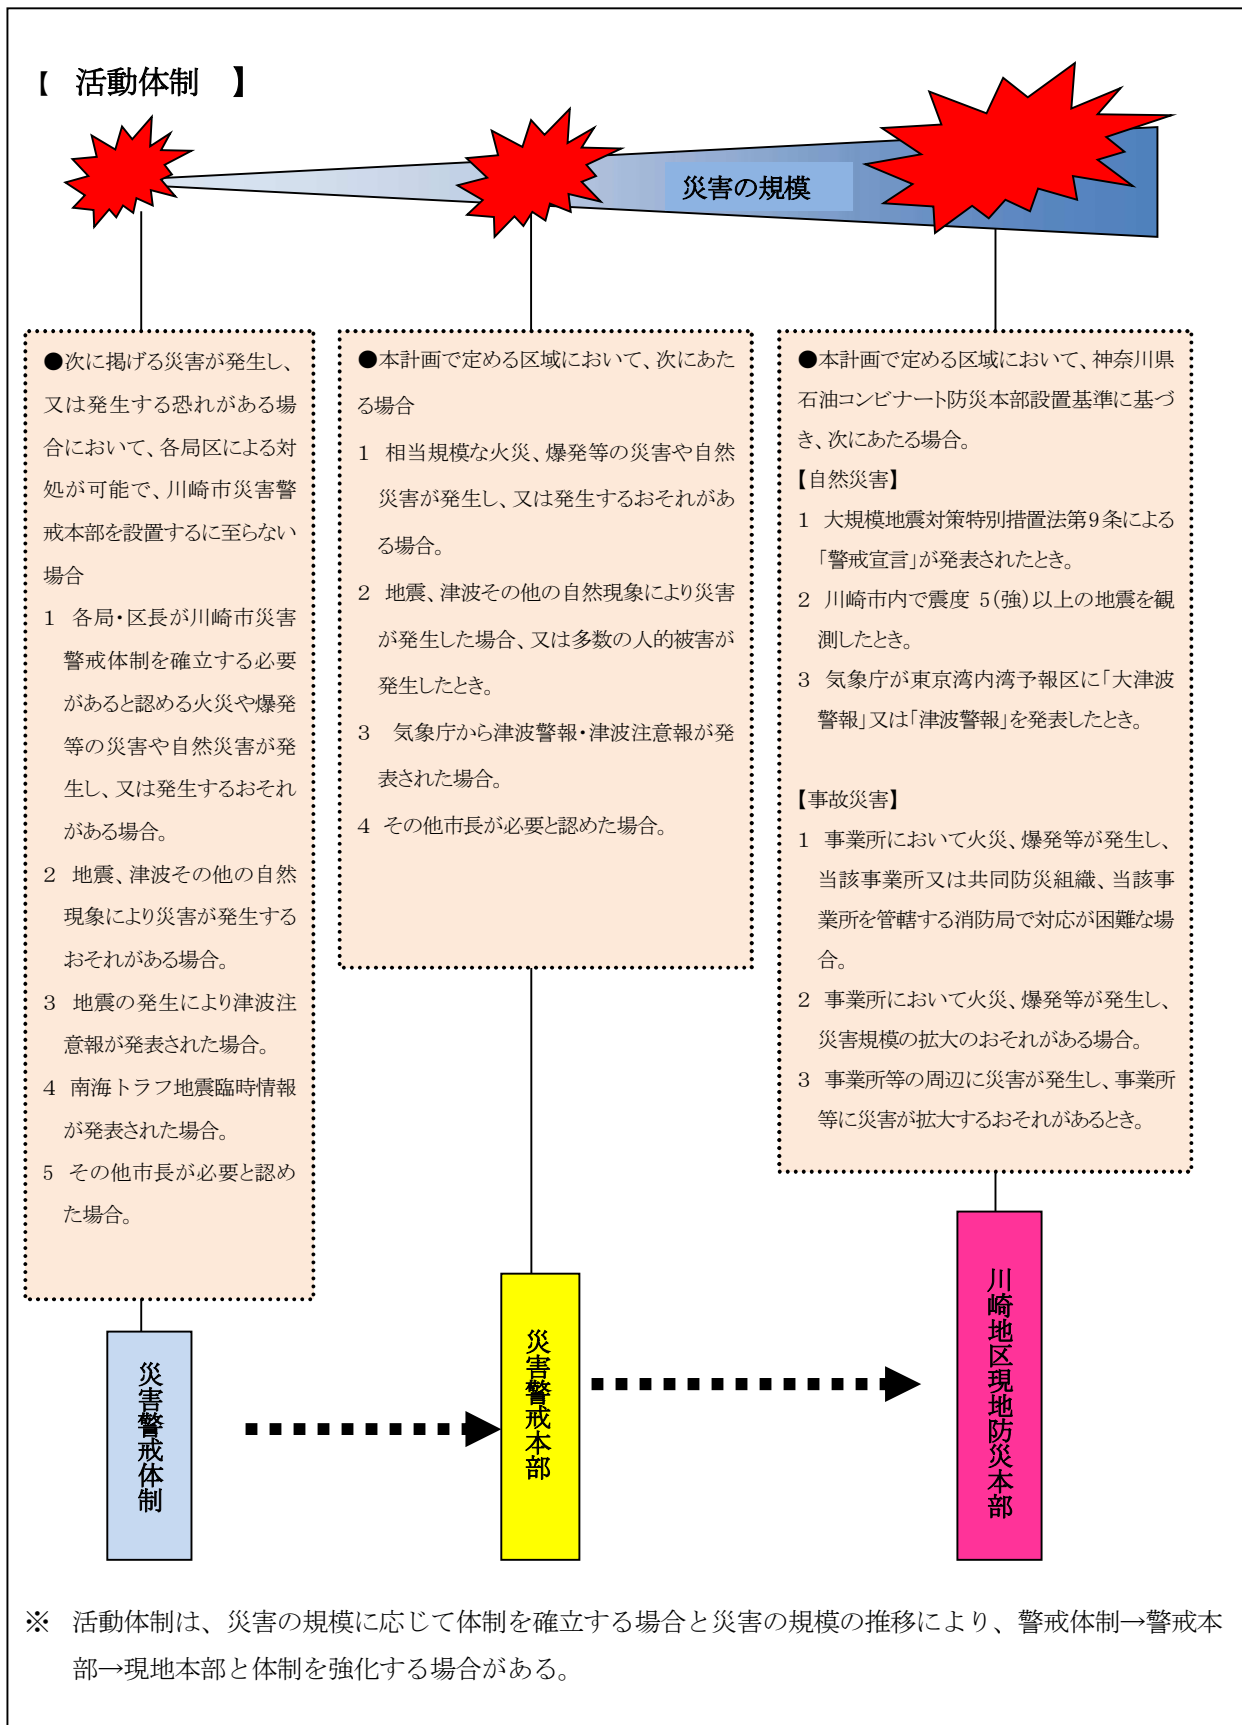 【 活動体制 】
災害の規模
●次に掲げる災害が発生し、
又は発生する恐れがある場
合において、各局区による対
処が可能で、川崎市災害警
戒本部を設置するに至らない
場合
1 各局・区長が川崎市災害
警戒体制を確立する必要
があると認める火災や爆発
等の災害や自然災害が発
生し、又は発生するおそれ
がある場合。
2 地震、津波その他の自然
現象により災害が発生する
おそれがある場合。
3 地震の発生により津波注
意報が発表された場合。
4 南海トラフ地震臨時情報
が発表された場合。
5 その他市長が必要と認め
た場合。
災害警戒体制
●本計画で定める区域において、次にあた
る場合
1 相当規模な火災、爆発等の災害や自然
災害が発生し、又は発生するおそれがあ
る場合。
2 地震、津波その他の自然現象により災害
が発生した場合、又は多数の人的被害が
発生したとき。
3 気象庁から津波警報・津波注意報が発
表された場合。
4 その他市長が必要と認めた場合。
災害警戒本部
●本計画で定める区域において、神奈川県
石油コンビナート防災本部設置基準に基づ
き、次にあたる場合。
【自然災害】
1 大規模地震対策特別措置法第9条による
「警戒宣言」が発表されたとき。
2 川崎市内で震度 5(強)以上の地震を観
測したとき。
3 気象庁が東京湾内湾予報区に「大津波
警報」又は「津波警報」を発表したとき。
【事故災害】
1 事業所において火災、爆発等が発生し、
当該事業所又は共同防災組織、当該事
業所を管轄する消防局で対応が困難な場
合。
2 事業所において火災、爆発等が発生し、
災害規模の拡大のおそれがある場合。
3 事業所等の周辺に災害が発生し、事業所
等に災害が拡大するおそれがあるとき。
川崎地区現地防災本部
※ 活動体制は、災害の規模に応じて体制を確立する場合と災害の規模の推移により、警戒体制→警戒本
部→現地本部と体制を強化する場合がある。